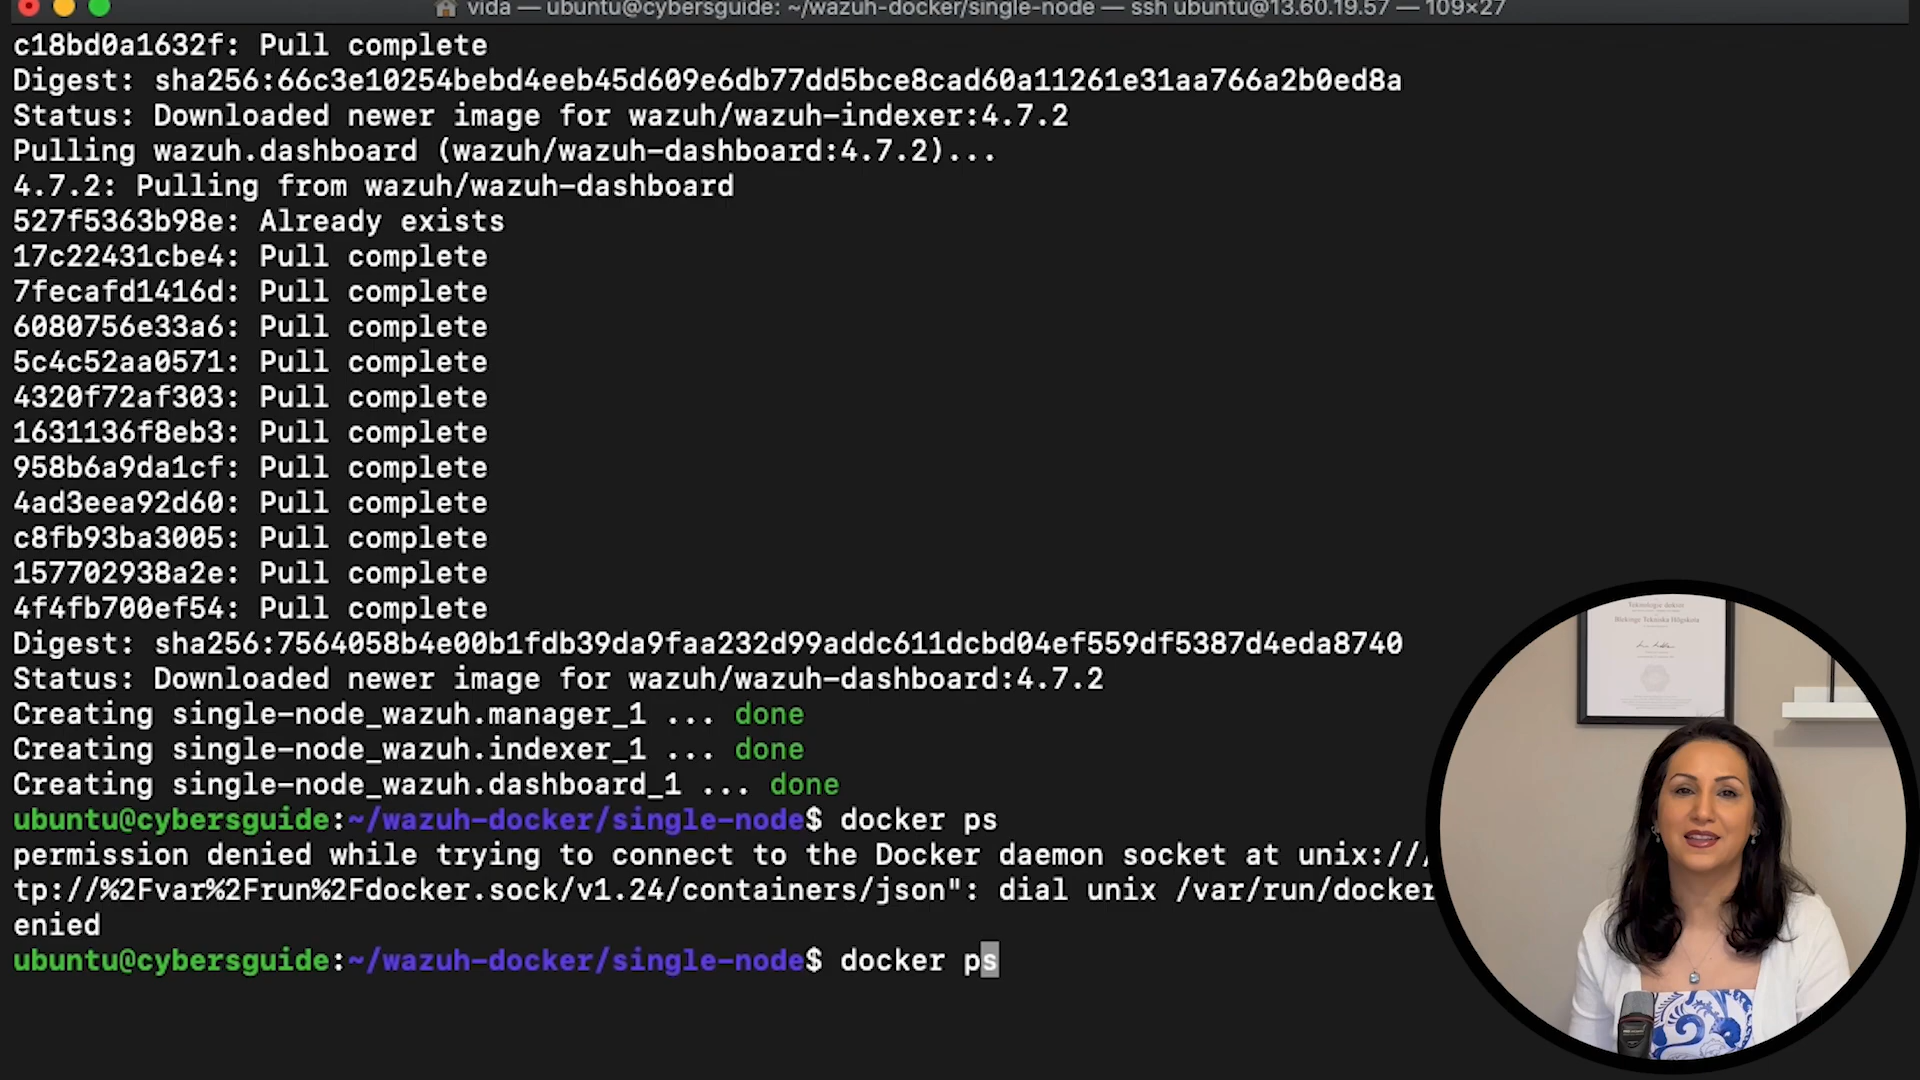 vida — ubuntu@cybersguide: ~/wazuh-docker/single-node — ssh ubuntu@13.60.19.57 — 109×27
c18bd0a1632f: Pull complete
Digest: sha256:66c3e10254bebd4eeb45d609e6db77dd5bce8cad60a11261e31aa766a2b0ed8a
Status: Downloaded newer image for wazuh/wazuh-indexer:4.7.2
Pulling wazuh.dashboard (wazuh/wazuh-dashboard:4.7.2)...
4.7.2: Pulling from wazuh/wazuh-dashboard
527f5363b98e: Already exists
17c22431cbe4: Pull complete
7fecafd1416d: Pull complete
6080756e33a6: Pull complete
5c4c52aa0571: Pull complete
4320f72af303: Pull complete
1631136f8eb3: Pull complete
958b6a9da1cf: Pull complete
4ad3eea92d60: Pull complete
c8fb93ba3005: Pull complete
157702938a2e: Pull complete
4f4fb700ef54: Pull complete
Digest: sha256:7564058b4e00b1fdb39da9faa232d99addc611dcbd04ef559df5387d4eda8740
Status: Downloaded newer image for wazuh/wazuh-dashboard:4.7.2
Creating single-node_wazuh.manager_1 ... done
Creating single-node_wazuh.indexer_1 ... done
Creating single-node_wazuh.dashboard_1 ... done
ubuntu@cybersguide:~/wazuh-docker/single-node$ docker ps
permission denied while trying to connect to the Docker daemon socket at unix:///
tp://%2Fvar%2Frun%2Fdocker.sock/v1.24/containers/json": dial unix /var/run/docker
enied
ubuntu@cybersguide:~/wazuh-docker/single-node$ docker ps
Blekinge Tekniska Högskola